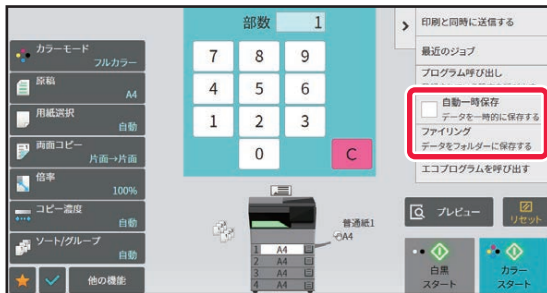 部数 1
カラーモード
フルカラー
原稿
A4
用紙選択
自動
両面コピー
片面→片面
倍率
100%
コピー濃度
自動
ソート/グループ
自動
他の機能
7 8 9
4 5 6
1 2 3
0 C
普通紙1
A4
1 A4
2 A4
3 A4
4 A4
印刷と同時に送信する
最近のジョブ
プログラム呼び出し
自動一時保存
データを一時的に保存する
ファイリング
データをフォルダーに保存する
エコプログラムを呼び出す
プレビュー
リセット
白黒
スタート
カラー
スタート